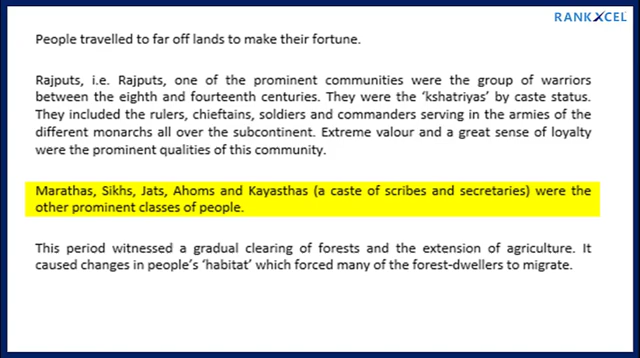 RANKXCEL
People travelled to far off lands to make their fortune.
Rajputs, i.e. Rajputs, one of the prominent communities were the group of warriors
between the eighth and fourteenth centuries. They were the ‘kshatriyas’ by caste status.
They included the rulers, chieftains, soldiers and commanders serving in the armies of the
different monarchs all over the subcontinent. Extreme valour and a great sense of loyalty
were the prominent qualities of this community.
Marathas, Sikhs, Jats, Ahoms and Kayasthas (a caste of scribes and secretaries) were the
other prominent classes of people.
This period witnessed a gradual clearing of forests and the extension of agriculture. It
caused changes in people’s ‘habitat’ which forced many of the forest-dwellers to migrate.